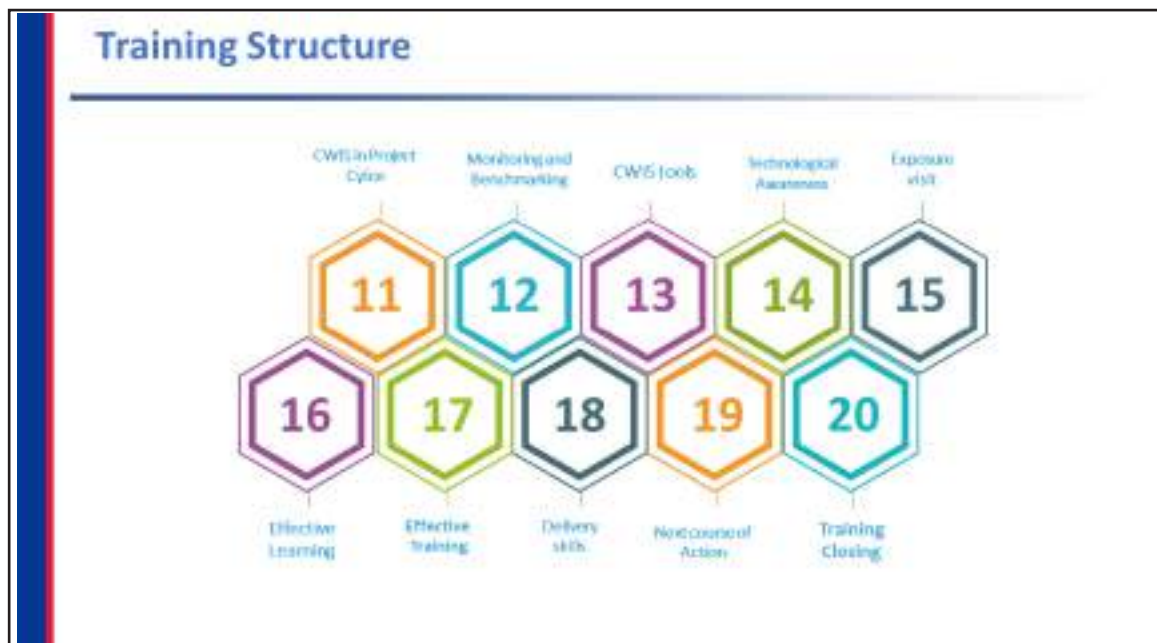 Training Structure
CWIS in Project
Cylce
Monitoring and
Benchmarking
CWIS Tools
Technological
Awareness
Exposure
visit
11
12
13
14
15
16
17
18
19
20
Effective
Learning
Effective
Training
Delivery
skills
Next course of
Action
Training
Closing